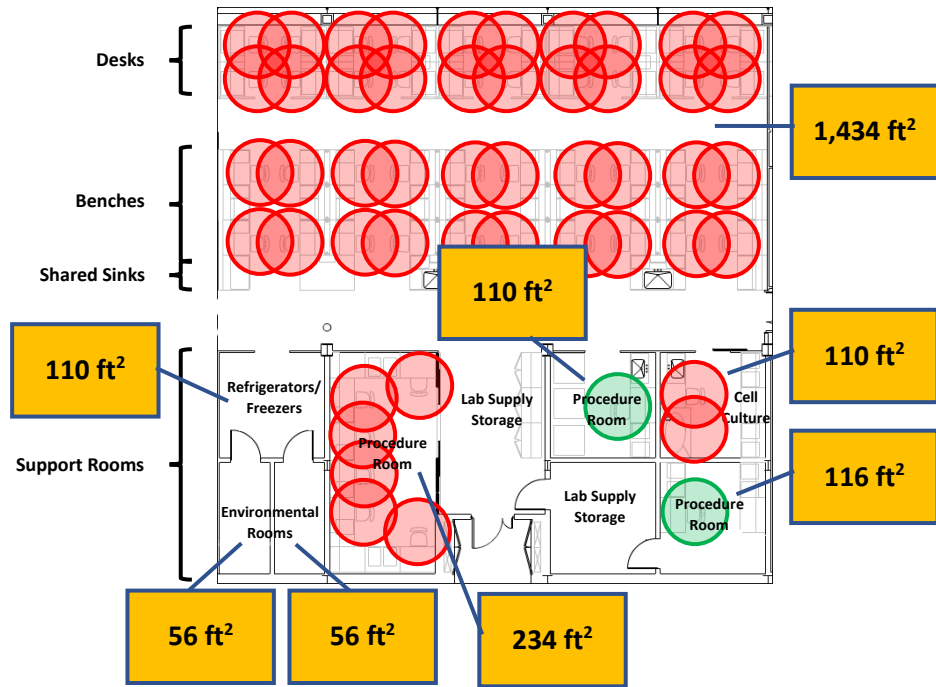 Desks
1,434 ft²
Benches
Shared Sinks
110 ft²
110 ft²
Refrigerators/
Freezers
Procedure
Room
Lab Supply
Storage
Procedure
Room
Cell
Culture
110 ft²
Support Rooms
Environmental
Rooms
Lab Supply
Storage
Procedure
Room
116 ft²
56 ft²
56 ft²
234 ft²